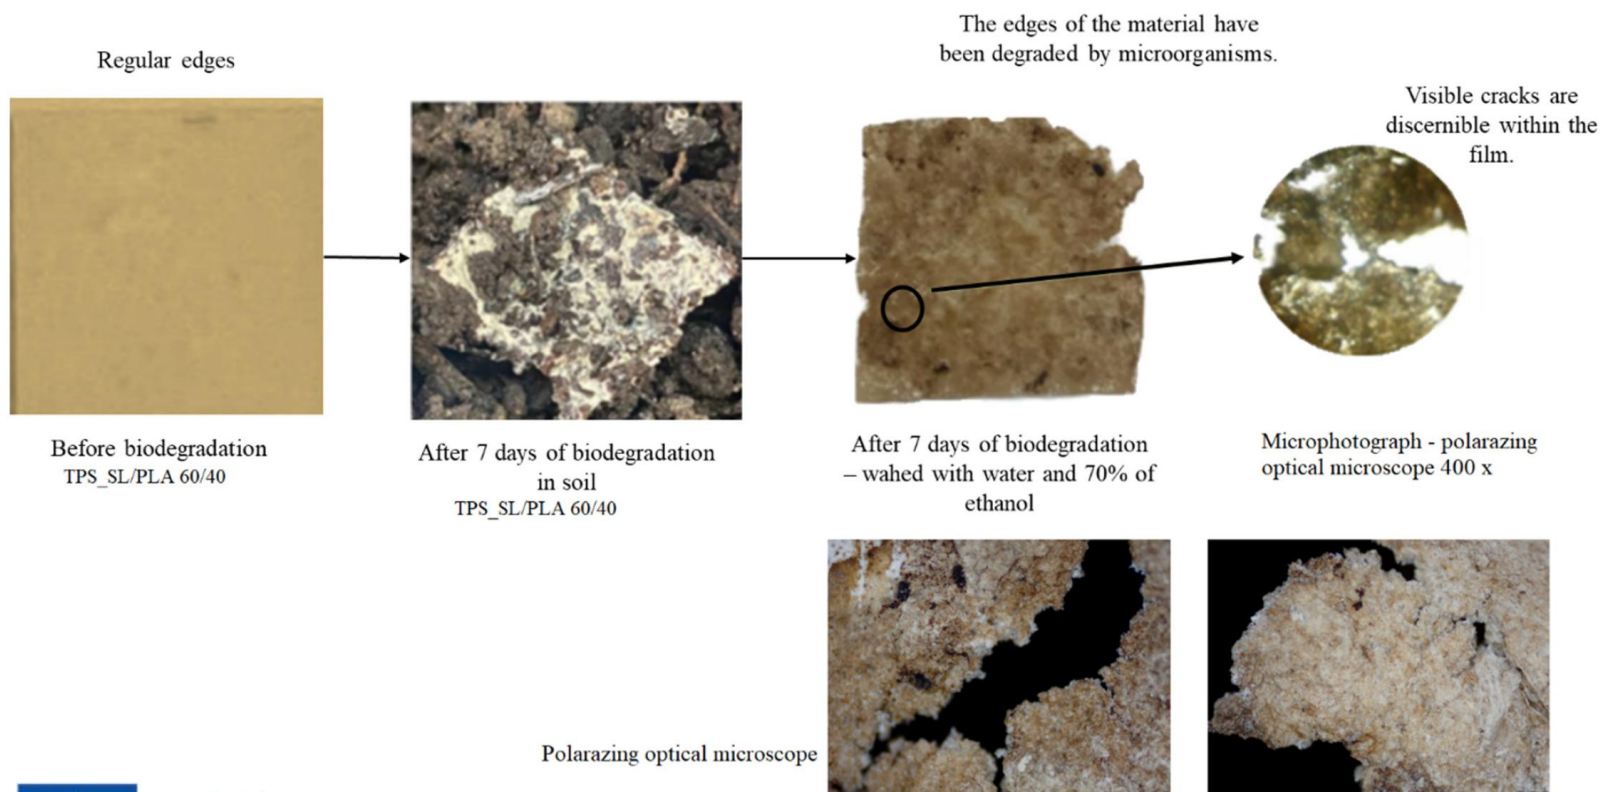 Regular edges
The edges of the material have
been degraded by microorganisms.
Visible cracks are
discernible within the
film.
Before biodegradation
TPS_SL/PLA 60/40
After 7 days of biodegradation
in soil
TPS_SL/PLA 60/40
After 7 days of biodegradation
– wahed with water and 70% of
ethanol
Microphotograph - polarazing
optical microscope 400 x
Polarazing optical microscope